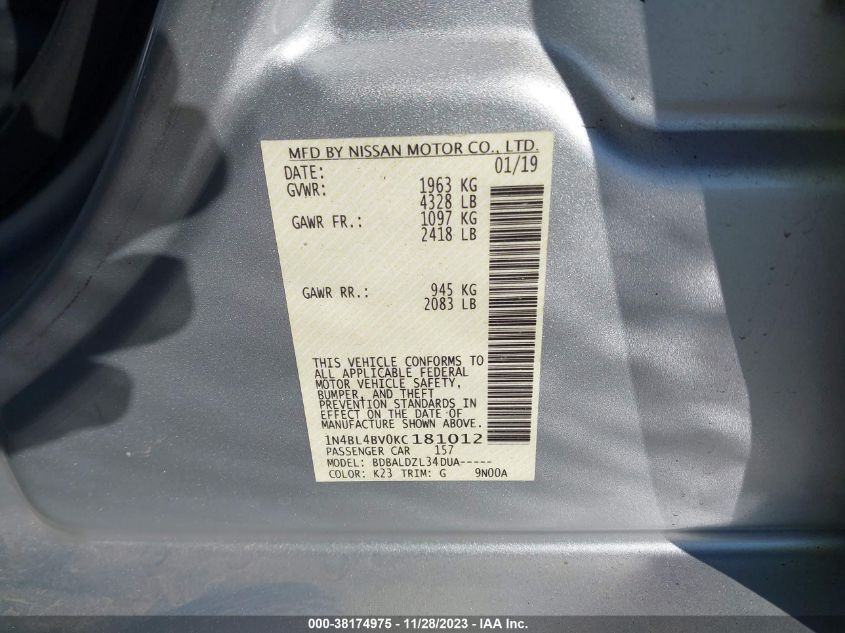 MFD BY NISSAN MOTOR CO., LTD.
DATE: 01/19
GVWR: 1963 KG
4328 LB
GAWR FR.: 1097 KG
2418 LB
GAWR RR.: 945 KG
2083 LB
THIS VEHICLE CONFORMS TO
ALL APPLICABLE FEDERAL
MOTOR VEHICLE SAFETY,
BUMPER, AND THEFT
PREVENTION STANDARDS IN
EFFECT ON THE DATE OF
MANUFACTURE SHOWN ABOVE.
1N4BL4BV0KC181012
PASSENGER CAR 157
MODEL: BDBALDZL34DUA-----
COLOR: K23 TRIM: G 9N00A
000-38174975 - 11/28/2023 - IAA Inc.